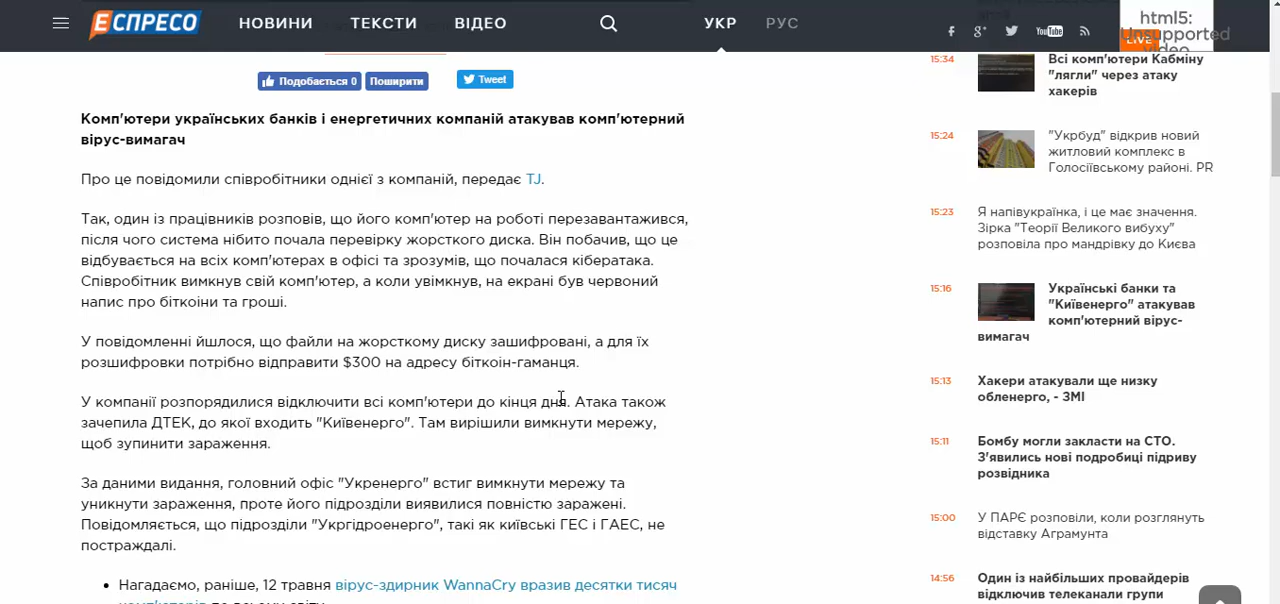 ЕСПРЕСО
НОВИНИ
ТЕКСТИ
ВІДЕО
УКР
РУС
html5:
Unsupported
video
LIVE
Подобається 0
Поширити
Tweet
Комп'ютери українських банків і енергетичних компаній атакував комп'ютерний
вірус-вимагач
Про це повідомили співробітники однієї з компаній, передає TJ.
Так, один із працівників розповів, що його комп'ютер на роботі перезавантажився,
після чого система нібито почала перевірку жорсткого диска. Він побачив, що це
відбувається на всіх комп'ютерах в офісі та зрозумів, що почалася кібератака.
Співробітник вимкнув свій комп'ютер, а коли увімкнув, на екрані був червоний
напис про біткоіни та гроші.
У повідомленні йшлося, що файли на жорсткому диску зашифровані, а для їх
розшифровки потрібно відправити $300 на адресу біткоін-гаманця.
У компанії розпорядилися відключити всі комп'ютери до кінця дня. Атака також
зачепила ДТЕК, до якої входить "Київенерго". Там вирішили вимкнути мережу,
щоб зупинити зараження.
За даними видання, головний офіс "Укренерго" встиг вимкнути мережу та
уникнути зараження, проте його підрозділи виявилися повністю заражені.
Повідомляється, що підрозділи "Укргідроенерго", такі як київські ГЕС і ГАЕС, не
постраждалі.
Нагадаємо, раніше, 12 травня вірус-здирник WannaCry вразив десятки тисяч
комп'ютерів по всьому світу.
15:34
Всі комп'ютери Кабміну
"лягли" через атаку
хакерів
15:24
"Укрбуд" відкрив новий
житловий комплекс в
Голосіївському районі. PR
15:23
Я напівукраїнка, і це має значення.
Зірка "Теорії Великого вибуху"
розповіла про мандрівку до Києва
15:16
Українські банки та
"Київенерго" атакував
комп'ютерний вірус-
вимагач
15:13
Хакери атакували ще низку
обленерго, - ЗМІ
15:11
Бомбу могли закласти на СТО.
З'явились нові подробиці підриву
розвідника
15:00
У ПАРЄ розповіли, коли розглянуть
відставку Аграмунта
14:56
Один із найбільших провайдерів
відключив телеканали групи